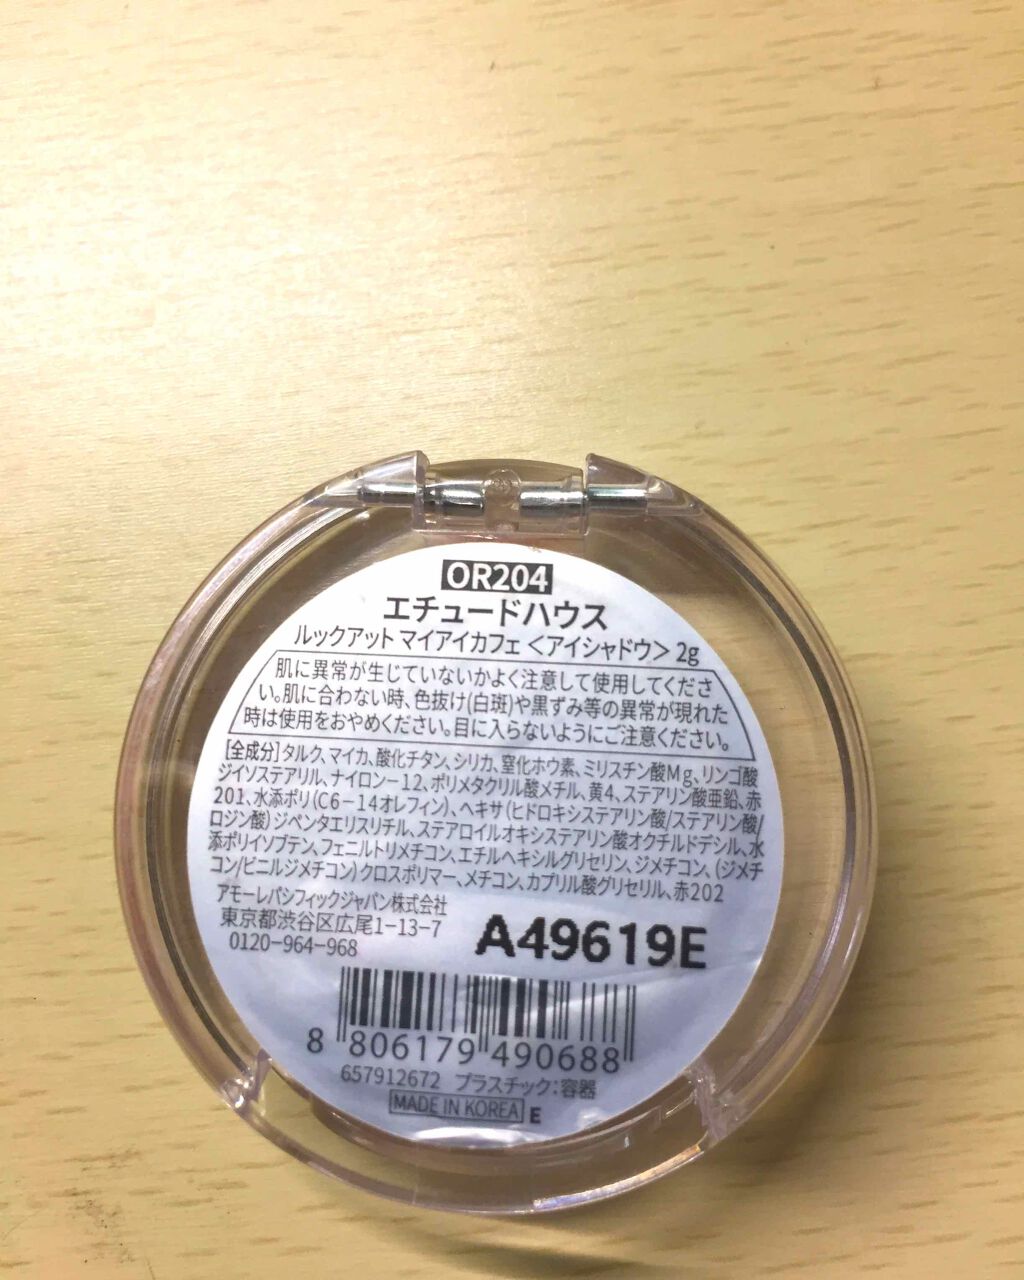 OR204
エチュードハウス
ルックアット マイアイカフェ＜アイシャドウ＞ 2g
肌に異常が生じていないかよく注意して使用してくださ
い。肌に合わない時、色抜け(白斑)や黒ずみ等の異常が現れた
時は使用をおやめください。目に入らないようにご注意ください。
[全成分]タルク、マイカ、酸化チタン、シリカ、窒化ホウ素、ミリスチン酸Mg、リンゴ酸
ジイソステアリル、ナイロン－12、ポリメタクリル酸メチル、黄4、ステアリン酸亜鉛、赤
201、水添ポリ(C6－14オレフィン)、ヘキサ(ヒドロキシステアリン酸/ステアリン酸/
ロジン酸)ジペンタエリスリチル、ステアロイルオキシステアリン酸オクチルドデシル、水
添ポリイソブテン、フェニルトリメチコン、エチルヘキシルグリセリン、ジメチコン、(ジメチ
コン/ビニルジメチコン)クロスポリマー、メチコン、カプリル酸グリセリル、赤202
アモーレパシフィックジャパン株式会社
東京都渋谷区広尾1−13−7
0120−964−968
A49619E
8 806179 490688
657912672 プラスチック：容器
MADE IN KOREA E